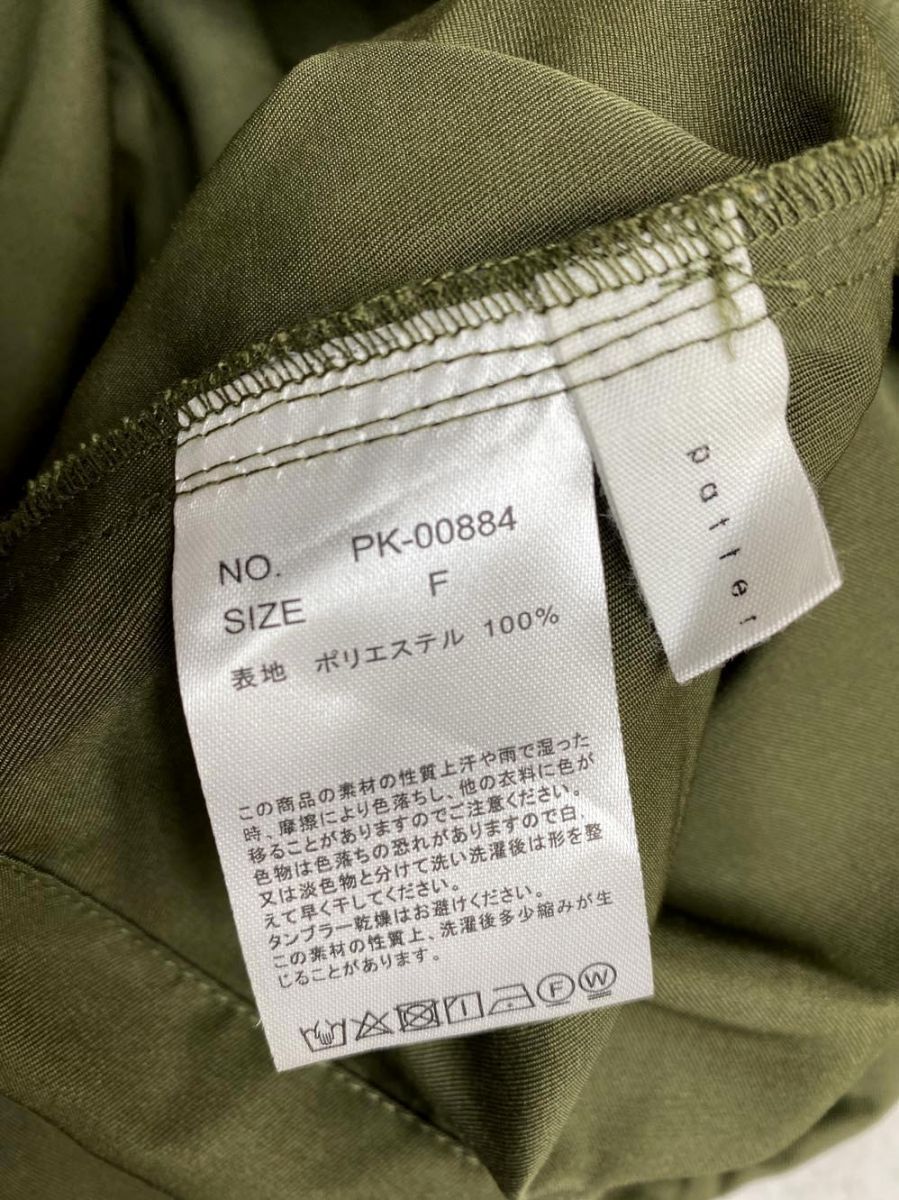 NO. PK-00884
SIZE F
表地 ポリエステル 100%
この商品の素材の性質上汗や雨で湿った
時、摩擦により色落ちし、他の衣料に色が
移ることがありますのでご注意ください。
色物は色落ちの恐れがありますので白、
又は淡色物と分けて洗い洗濯後は形を整
えて早く干してください。
タンブラー乾燥はお避けください。
この素材の性質上、洗濯後多少縮みが生
じることがあります。
F W
patter